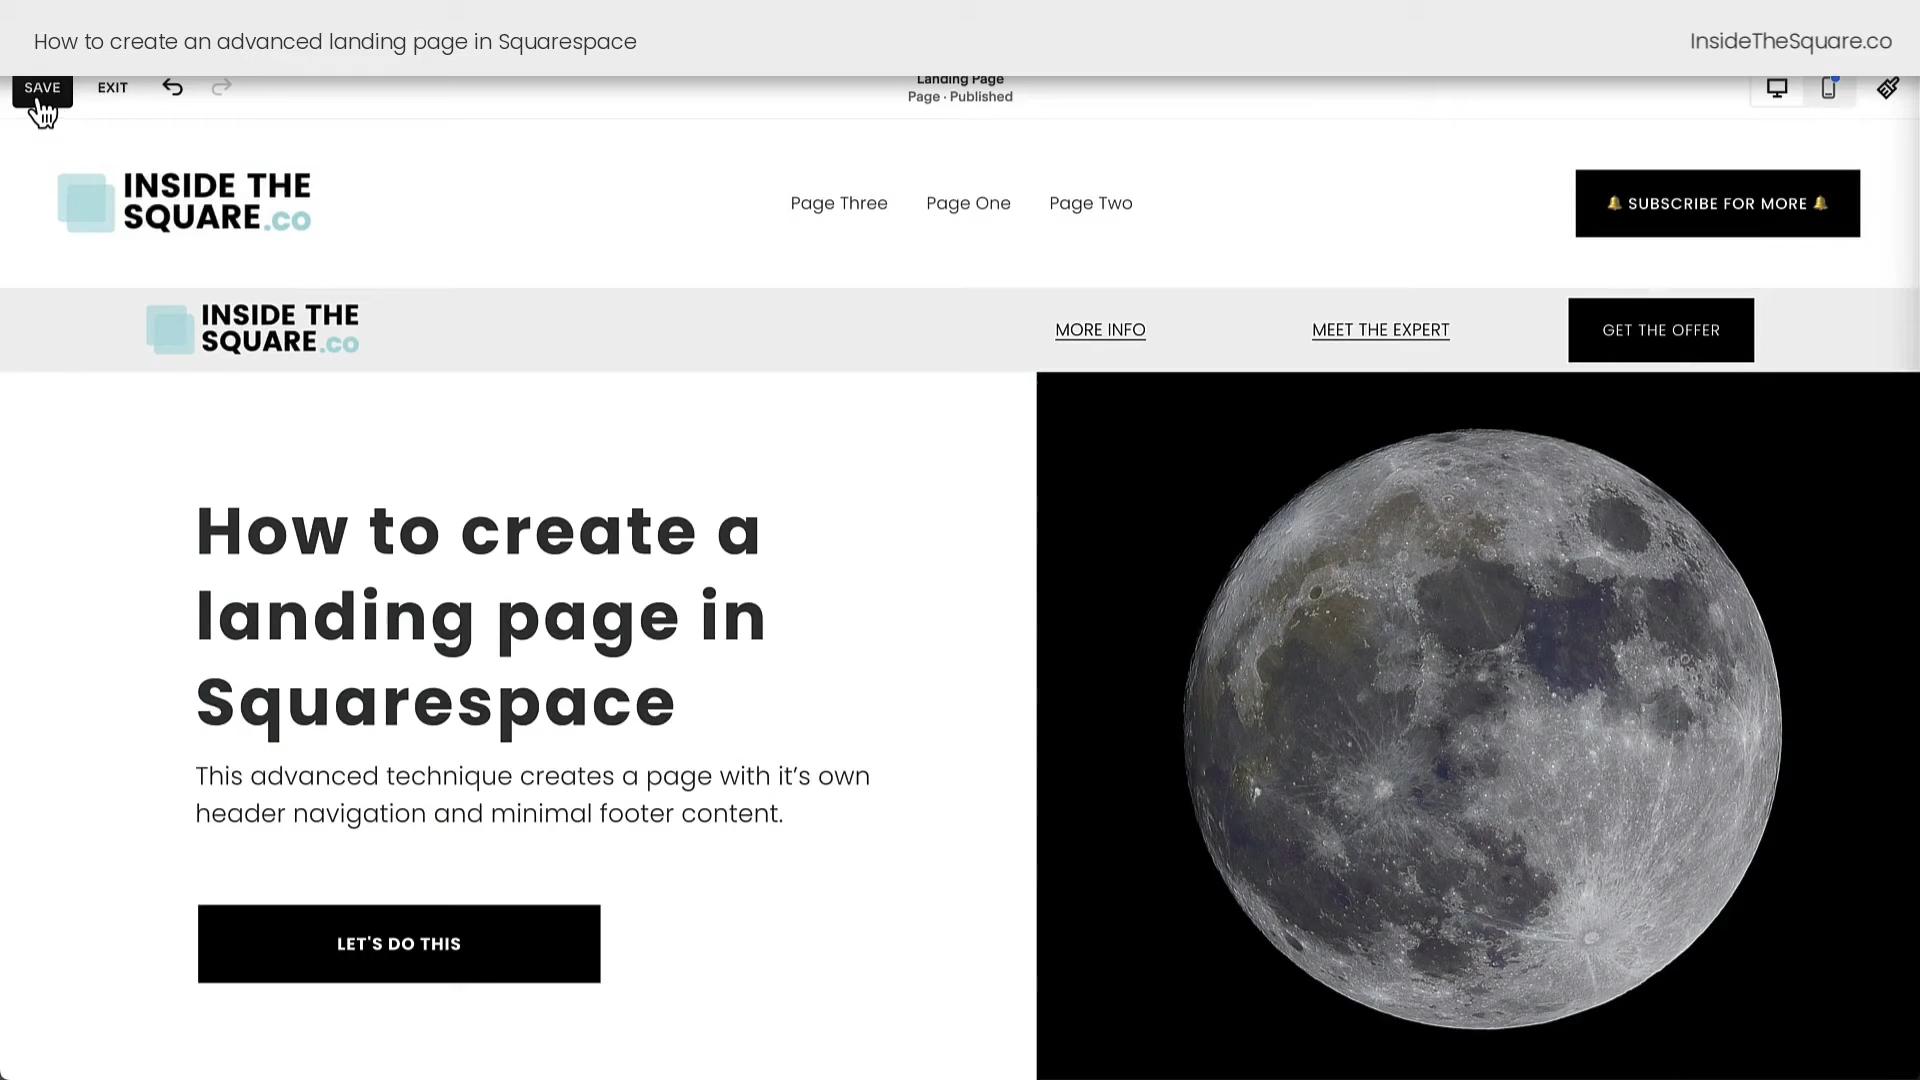 How to create an advanced landing page in Squarespace
InsideTheSquare.co
SAVE
EXIT
Landing Page
Page · Published
INSIDE THE
SQUARE.co
Page Three
Page One
Page Two
🔔 SUBSCRIBE FOR MORE 🔔
INSIDE THE
SQUARE.co
MORE INFO
MEET THE EXPERT
GET THE OFFER
How to create a
landing page in
Squarespace
This advanced technique creates a page with it’s own
header navigation and minimal footer content.
LET'S DO THIS